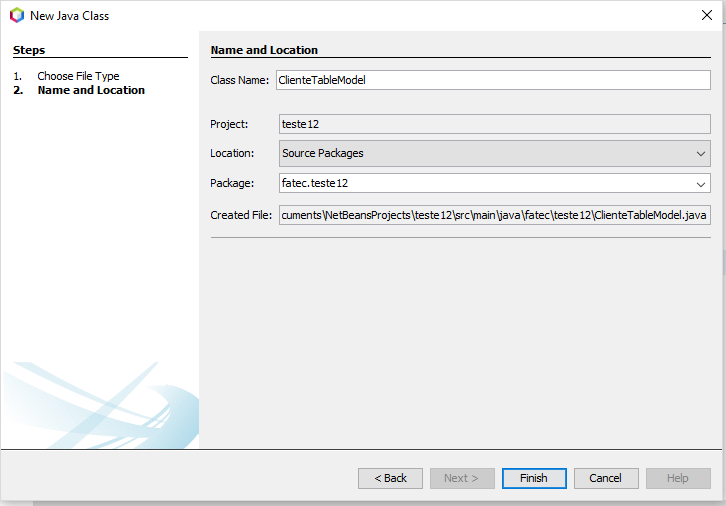 New Java Class
Steps
1. Choose File Type
2. Name and Location
Name and Location
Class Name: ClienteTableModel
Project: teste12
Location: Source Packages
Package: fatec.teste12
Created File: cuments\NetBeansProjects\teste12\src\main\java\fatec\teste12\ClienteTableModel.java
< Back Next > Finish Cancel Help